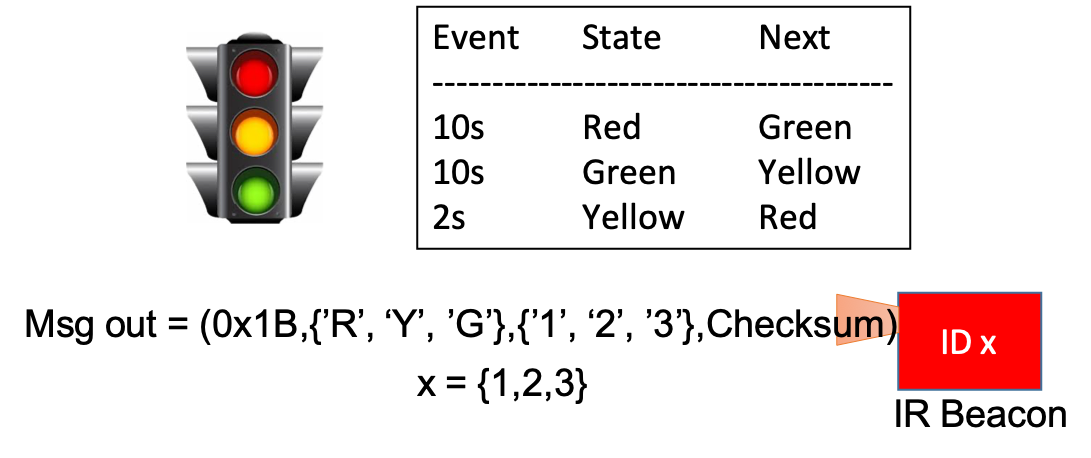 Event State Next
----------------------------------------
10s Red Green
10s Green Yellow
2s Yellow Red
Msg out = (0x1B,{’R’, ‘Y’, ’G’},{’1’, ‘2’, ’3’},Checksum)
ID x
x = {1,2,3}
IR Beacon